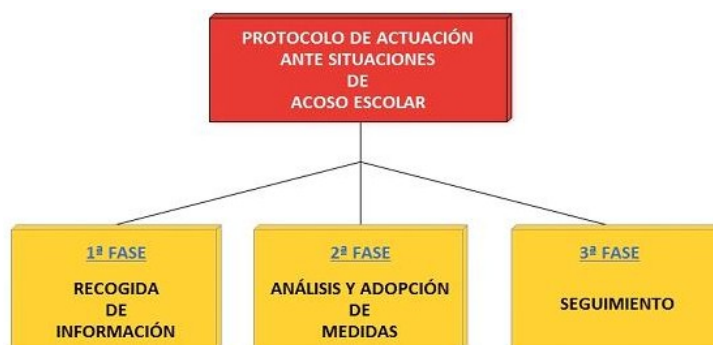 PROTOCOLO DE ACTUACIÓN
ANTE SITUACIONES
DE
ACOSO ESCOLAR
1ª FASE
RECOGIDA
DE
INFORMACIÓN
2ª FASE
ANÁLISIS Y ADOPCIÓN
DE
MEDIDAS
3ª FASE
SEGUIMIENTO